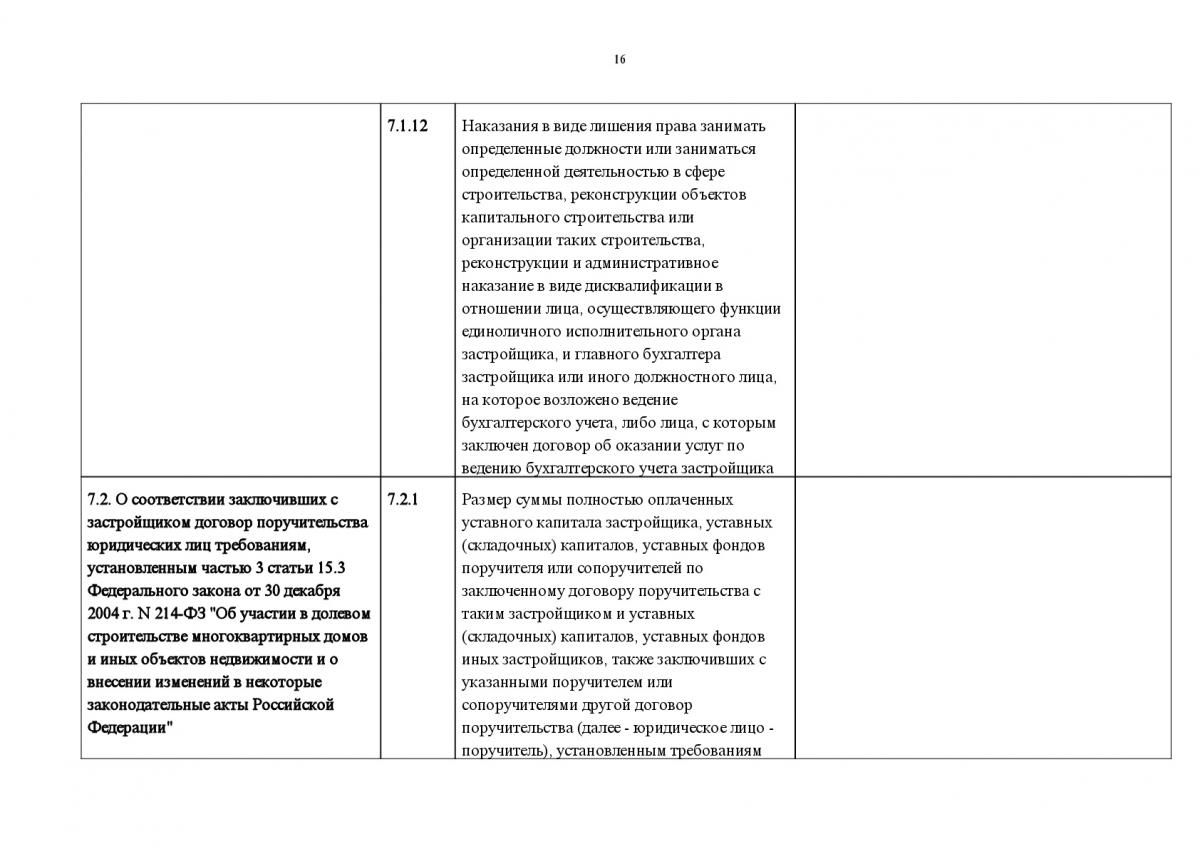 16
7.1.12
Наказания в виде лишения права занимать
определенные должности или заниматься
определенной деятельностью в сфере
строительства, реконструкции объектов
капитального строительства или
организации таких строительства,
реконструкции и административное
наказание в виде дисквалификации в
отношении лица, осуществляющего функции
единоличного исполнительного органа
застройщика, и главного бухгалтера
застройщика или иного должностного лица,
на которое возложено ведение
бухгалтерского учета, либо лица, с которым
заключен договор об оказании услуг по
ведению бухгалтерского учета застройщика
7.2. О соответствии заключивших с
застройщиком договор поручительства
юридических лиц требованиям,
установленным частью 3 статьи 15.3
Федерального закона от 30 декабря
2004 г. N 214-ФЗ "Об участии в долевом
строительстве многоквартирных домов
и иных объектов недвижимости и о
внесении изменений в некоторые
законодательные акты Российской
Федерации"
7.2.1
Размер суммы полностью оплаченных
уставного капитала застройщика, уставных
(складочных) капиталов, уставных фондов
поручителя или сопоручителей по
заключенному договору поручительства с
таким застройщиком и уставных
(складочных) капиталов, уставных фондов
иных застройщиков, также заключивших с
указанными поручителем или
сопоручителями другой договор
поручительства (далее - юридическое лицо -
поручитель), установленным требованиям